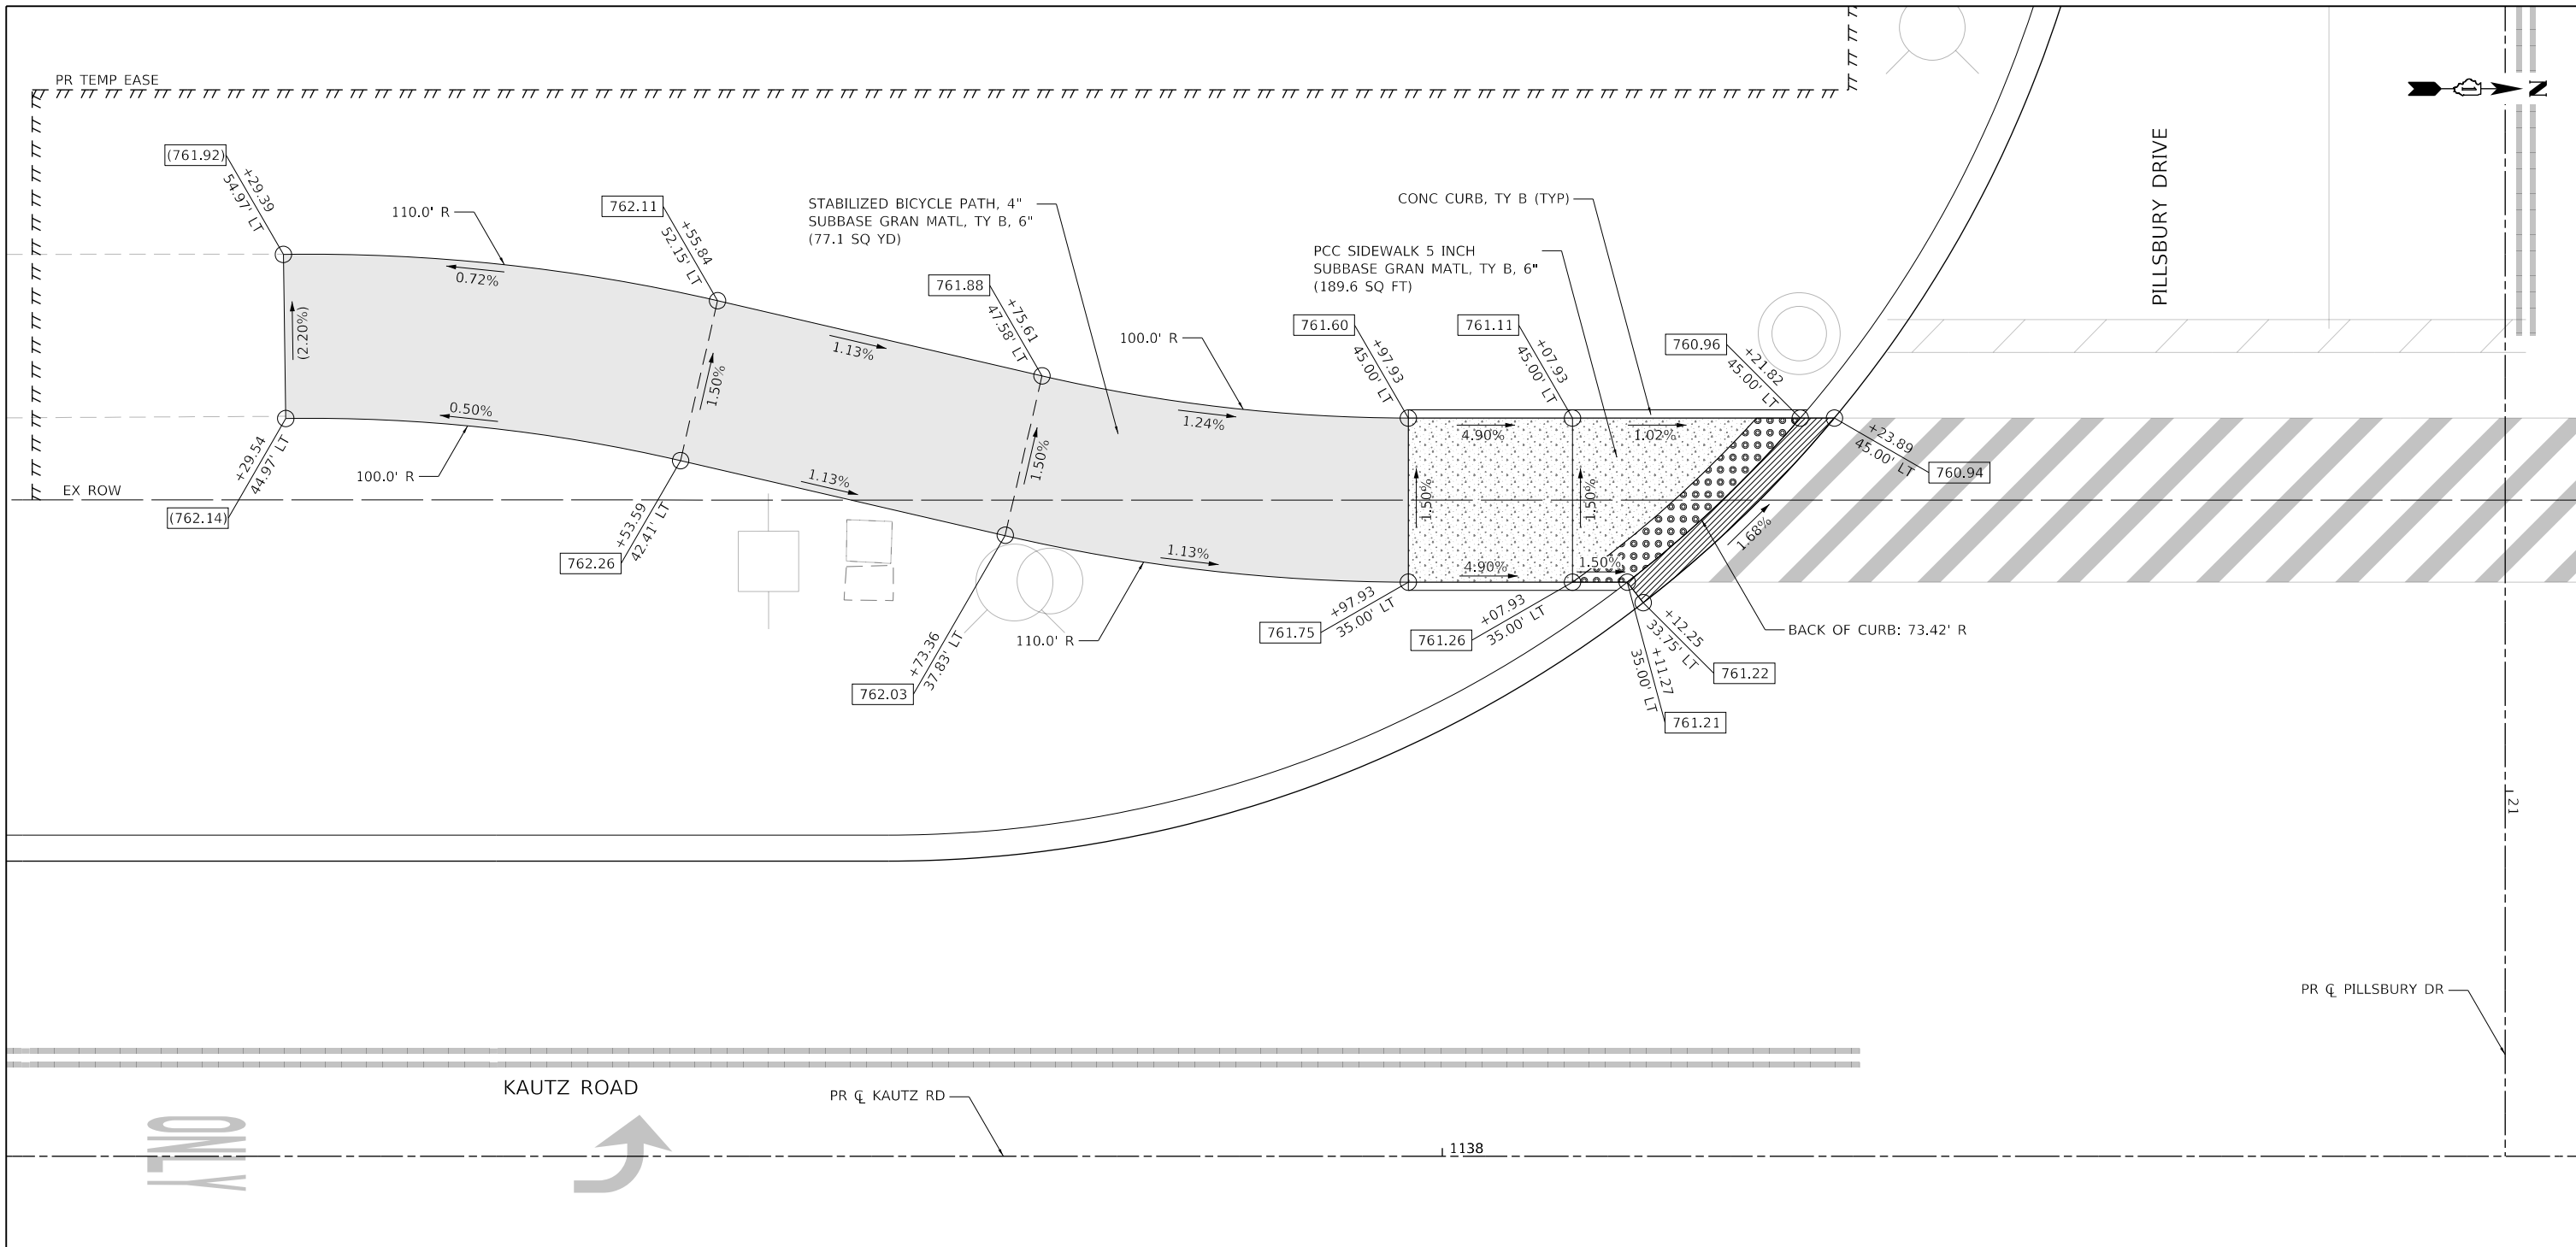 PR TEMP EASE
N
PILLSBURY DRIVE
(761.92)
+29.39
54.97' LT
110.0' R
0.72%
762.11
+55.84
52.15' LT
STABILIZED BICYCLE PATH, 4"
SUBBASE GRAN MATL, TY B, 6"
(77.1 SQ YD)
CONC CURB, TY B (TYP)
PCC SIDEWALK 5 INCH
SUBBASE GRAN MATL, TY B, 6"
(189.6 SQ FT)
761.88
+75.61
47.58' LT
761.60
+97.93
45.00' LT
761.11
+07.93
45.00' LT
760.96
+21.82
45.00' LT
100.0' R
(2.20%)
1.13%
1.50%
1.24%
4.90%
1.02%
+23.89
45.00' LT
760.94
0.50%
100.0' R
1.13%
1.50%
1.50%
1.50%
1.68%
EX ROW
+29.54
44.97' LT
(762.14)
+53.59
42.41' LT
762.26
1.13%
4.90%
1.50%
110.0' R
+73.36
37.83' LT
762.03
+97.93
35.00' LT
761.75
+07.93
35.00' LT
761.26
BACK OF CURB: 73.42' R
+12.25
33.75' LT
761.22
+11.27
35.00' LT
761.21
21
PR ℄ PILLSBURY DR
KAUTZ ROAD
PR ℄ KAUTZ RD
ONLY
1138